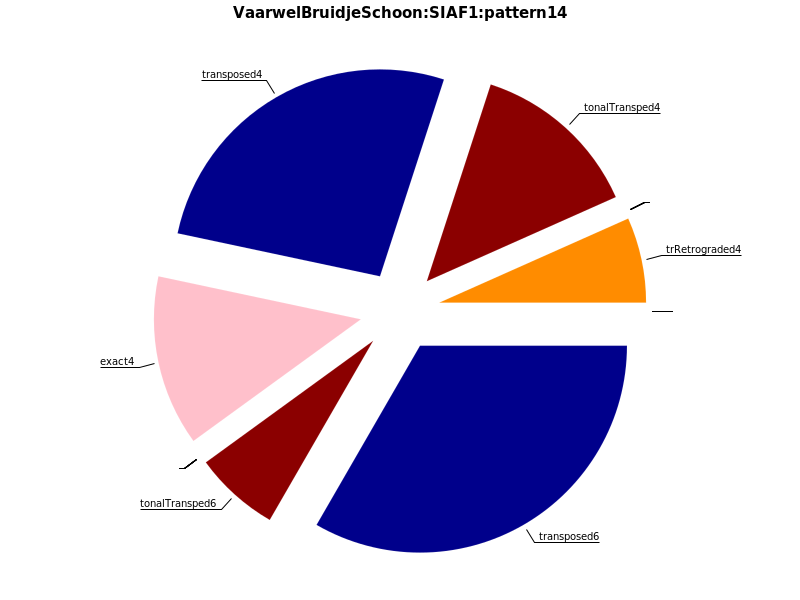 VaarwelBruidjeSchoon:SIAF1:pattern14
transposed4
tonalTransped4
trRetrograded4
exact4
tonalTransped6
transposed6